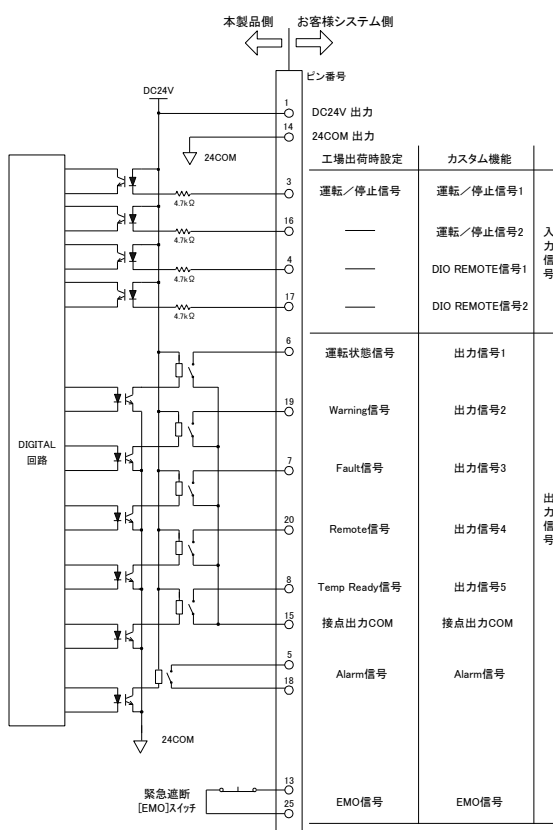 本製品側 お客様システム側
ピン番号
DC24V
1 DC24V 出力
14 24COM 出力
24COM
工場出荷時設定 カスタム機能
3 運転/停止信号 運転/停止信号1
4.7kΩ
16 ―― 運転/停止信号2
4.7kΩ
4 ―― DIO REMOTE信号1
4.7kΩ
17 ―― DIO REMOTE信号2
4.7kΩ
入力信号
6 運転状態信号 出力信号1
19 Warning信号 出力信号2
DIGITAL
回路
7 Fault信号 出力信号3
20 Remote信号 出力信号4
8 Temp Ready信号 出力信号5
15 接点出力COM 接点出力COM
5
Alarm信号 Alarm信号
18
出力信号
24COM
13
緊急遮断
[EMO]スイッチ
25
EMO信号 EMO信号